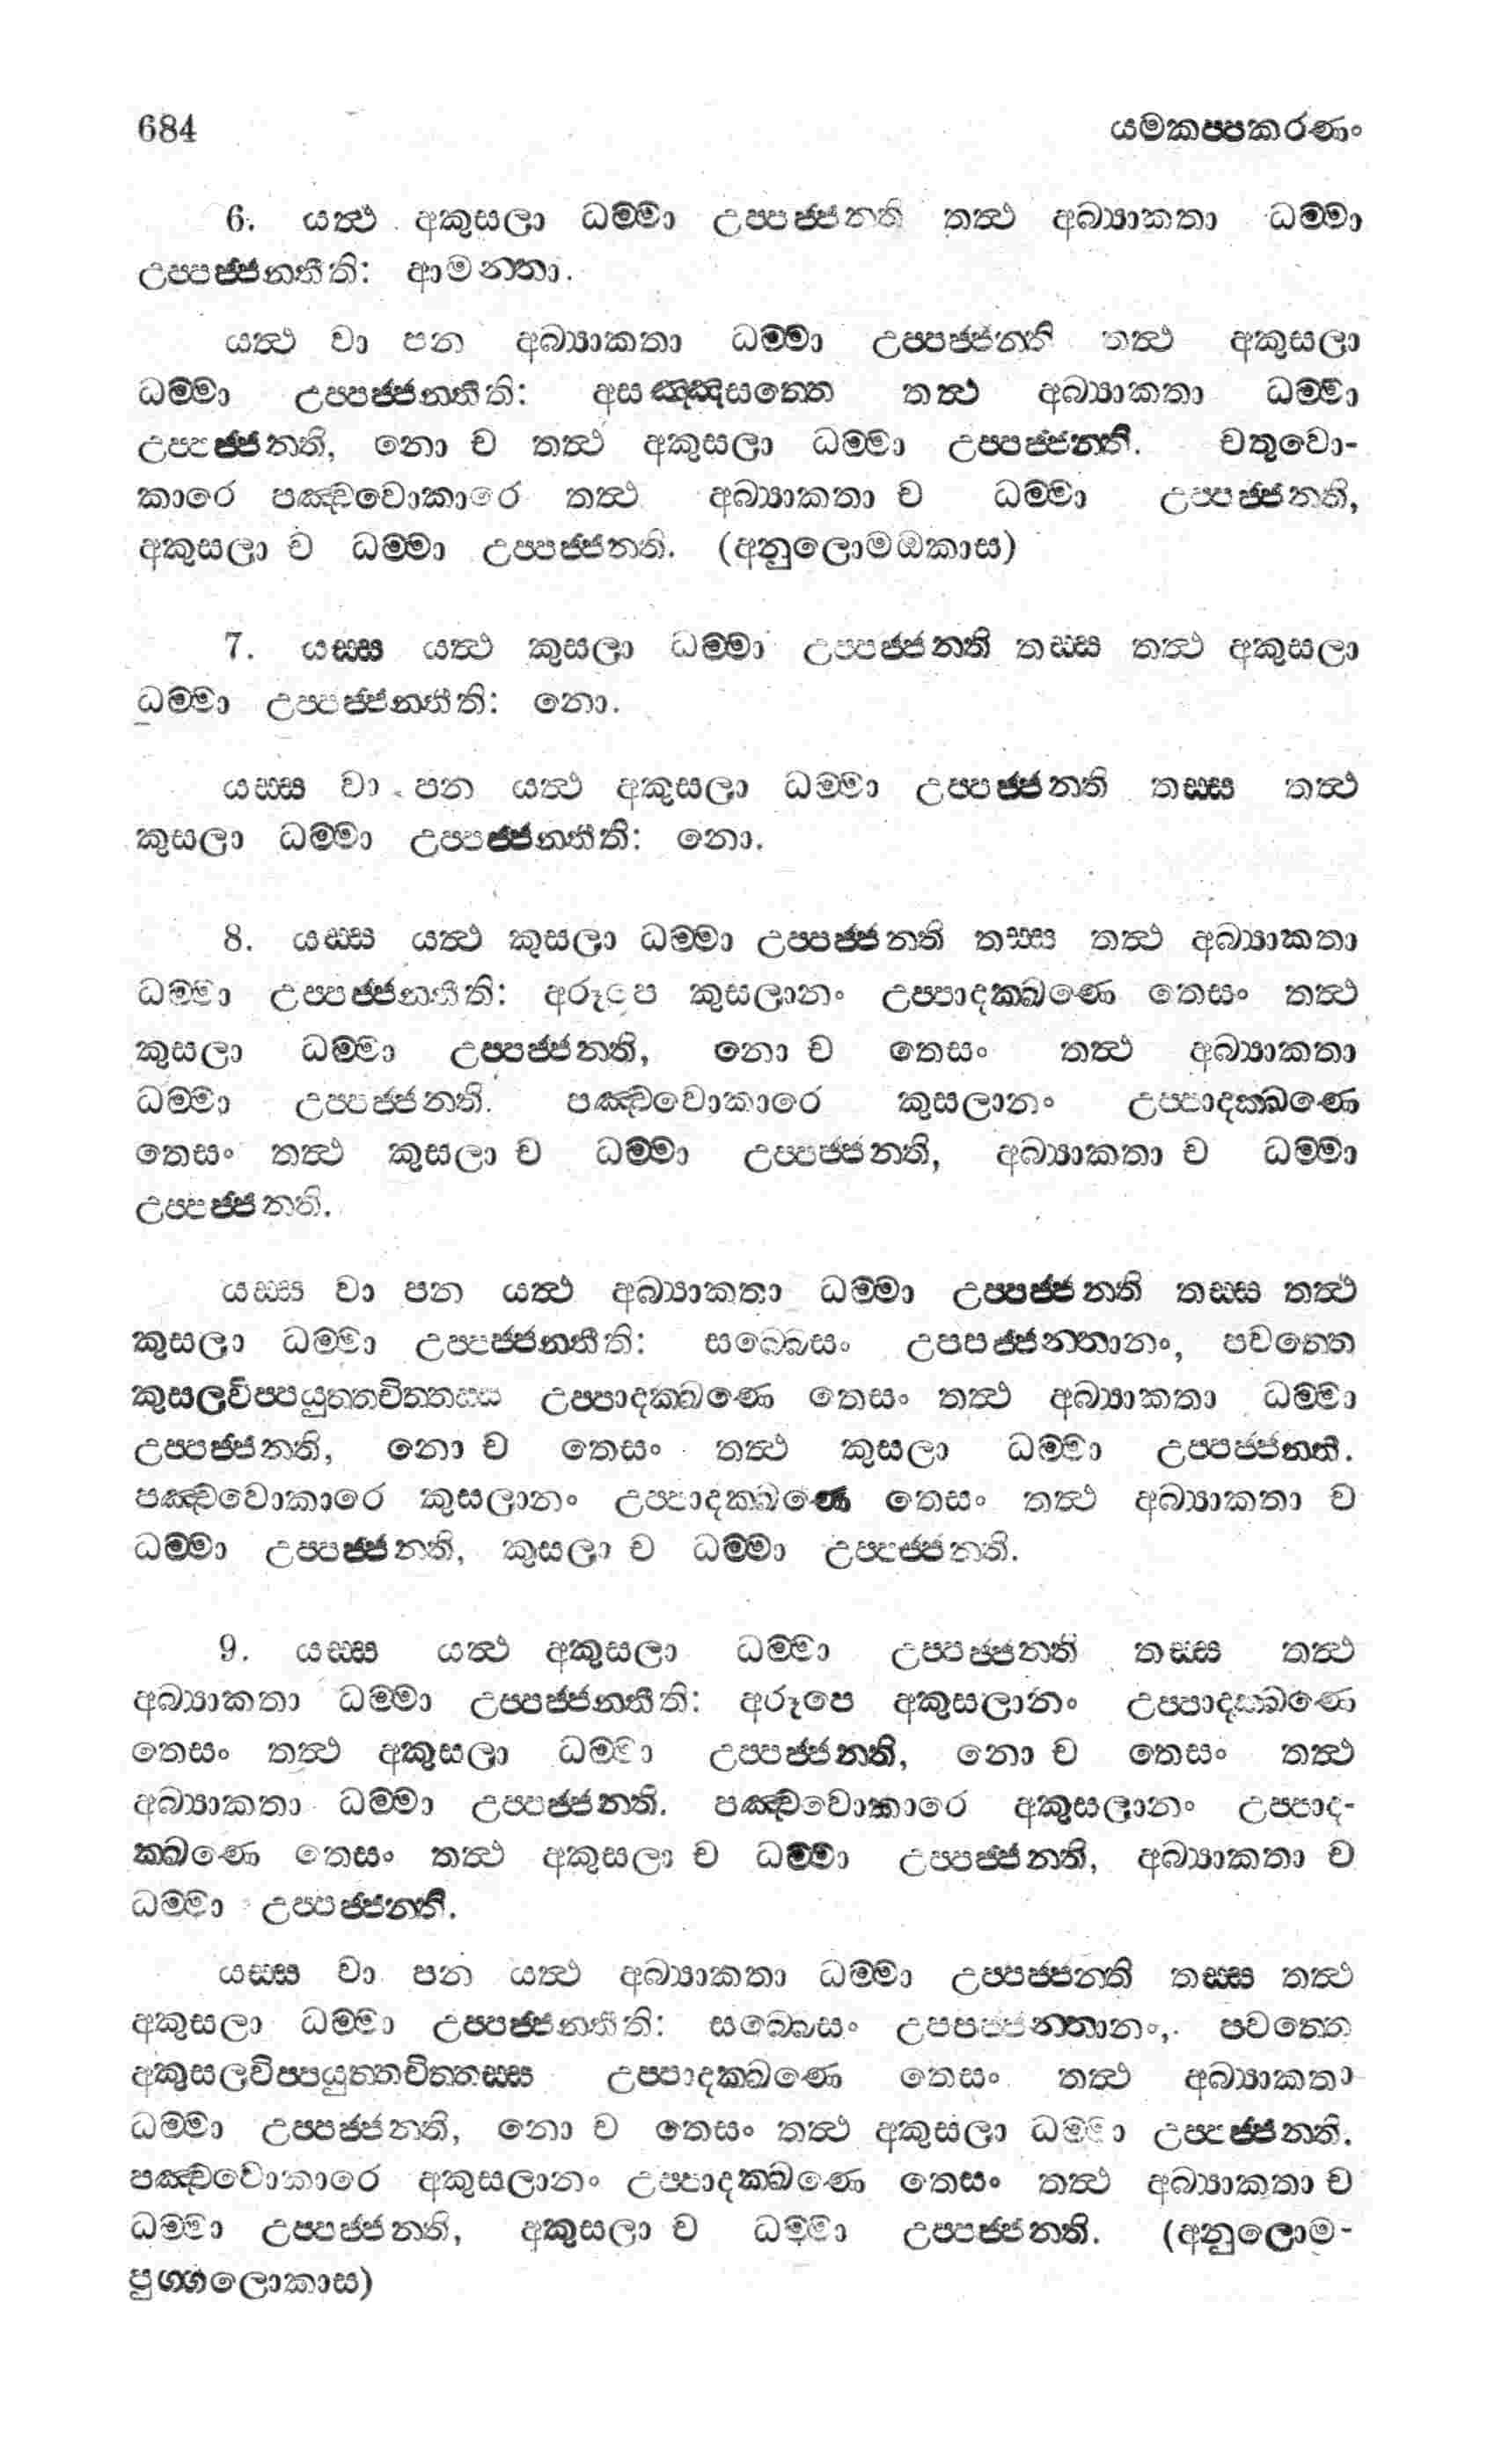 684 යමකප්පකරණං
6. යත්ථ අකුසලා ධම්මා උප්පජ්ජන්ති තත්ථ අබ්‍යාකතා ධම්මා
උප්පජ්ජන්තීති: ආමන්තා.
යත්ථ වා පන අබ්‍යාකතා ධම්මා උප්පජ්ජන්ති තත්ථ අකුසලා
ධම්මා උප්පජ්ජන්තීති: අසඤ්ඤසත්තෙ තත්ථ අබ්‍යාකතා ධම්මා
උප්පජ්ජන්ති, නො ච තත්ථ අකුසලා ධම්මා උප්පජ්ජන්ති. චතුවො-
කාරෙ පඤ්චවොකාරෙ තත්ථ අබ්‍යාකතා ච ධම්මා උප්පජ්ජන්ති,
අකුසලා ච ධම්මා උප්පජ්ජන්ති. (අනුලොමඔකාස)
7. යස්ස යත්ථ කුසලා ධම්මා උප්පජ්ජන්ති තස්ස තත්ථ අකුසලා
ධම්මා උප්පජ්ජන්තීති: නො.
යස්ස වා පන යත්ථ අකුසලා ධම්මා උප්පජ්ජන්ති තස්ස තත්ථ
කුසලා ධම්මා උප්පජ්ජන්තීති: නො.
8. යස්ස යත්ථ කුසලා ධම්මා උප්පජ්ජන්ති තස්ස තත්ථ අබ්‍යාකතා
ධම්මා උප්පජ්ජන්තීති: අරූපෙ කුසලානං උප්පාදක්ඛණෙ තෙසං තත්ථ
කුසලා ධම්මා උප්පජ්ජන්ති, නො ච තෙසං තත්ථ අබ්‍යාකතා
ධම්මා උප්පජ්ජන්ති. පඤ්චවොකාරෙ කුසලානං උප්පාදක්ඛණෙ
තෙසං තත්ථ කුසලා ච ධම්මා උප්පජ්ජන්ති, අබ්‍යාකතා ච ධම්මා
උප්පජ්ජන්ති.
යස්ස වා පන යත්ථ අබ්‍යාකතා ධම්මා උප්පජ්ජන්ති තස්ස තත්ථ
කුසලා ධම්මා උප්පජ්ජන්තීති: සබ්බෙසං උපපජ්ජන්තානං, පවත්තෙ
කුසලවිප්පයුත්තචිත්තස්ස උප්පාදක්ඛණෙ තෙසං තත්ථ අබ්‍යාකතා ධම්මා
උප්පජ්ජන්ති, නො ච තෙසං තත්ථ කුසලා ධම්මා උප්පජ්ජන්ති.
පඤ්චවොකාරෙ කුසලානං උප්පාදක්ඛණෙ තෙසං තත්ථ අබ්‍යාකතා ච
ධම්මා උප්පජ්ජන්ති, කුසලා ච ධම්මා උප්පජ්ජන්ති.
9. යස්ස යත්ථ අකුසලා ධම්මා උප්පජ්ජන්ති තස්ස තත්ථ
අබ්‍යාකතා ධම්මා උප්පජ්ජන්තීති: අරූපෙ අකුසලානං උප්පාදක්ඛණෙ
තෙසං තත්ථ අකුසලා ධම්මා උප්පජ්ජන්ති, නො ච තෙසං තත්ථ
අබ්‍යාකතා ධම්මා උප්පජ්ජන්ති. පඤ්චවොකාරෙ අකුසලානං උප්පාද-
ක්ඛණෙ තෙසං තත්ථ අකුසලා ච ධම්මා උප්පජ්ජන්ති, අබ්‍යාකතා ච
ධම්මා උප්පජ්ජන්ති.
යස්ස වා පන යත්ථ අබ්‍යාකතා ධම්මා උප්පජ්ජන්ති තස්ස තත්ථ
අකුසලා ධම්මා උප්පජ්ජන්තීති: සබ්බෙසං උපපජ්ජන්තානං, පවත්තෙ
අකුසලවිප්පයුත්තචිත්තස්ස උප්පාදක්ඛණෙ තෙසං තත්ථ අබ්‍යාකතා
ධම්මා උප්පජ්ජන්ති, නො ච තෙසං තත්ථ අකුසලා ධම්මා උප්පජ්ජන්ති.
පඤ්චවොකාරෙ අකුසලානං උප්පාදක්ඛණෙ තෙසං තත්ථ අබ්‍යාකතා ච
ධම්මා උප්පජ්ජන්ති, අකුසලා ච ධම්මා උප්පජ්ජන්ති. (අනුලොම-
පුග්ගලොකාස)